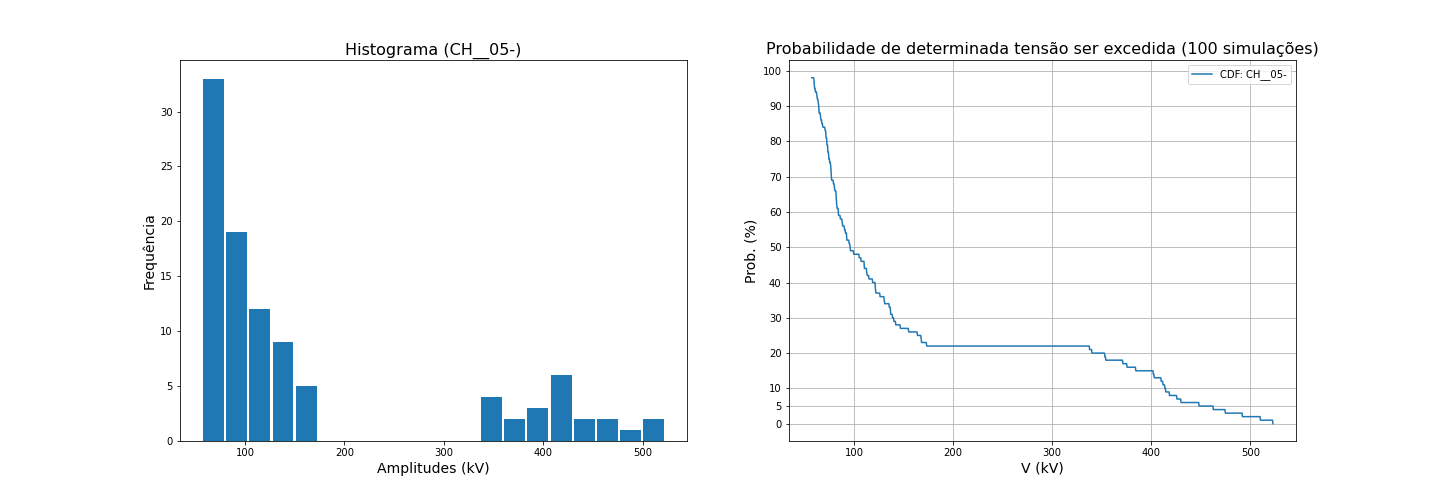 Histograma (CH__05-)
Frequência
30
25
20
15
10
5
0
100 200 300 400 500
Amplitudes (kV)
Probabilidade de determinada tensão ser excedida (100 simulações)
CDF: CH__05-
Prob. (%)
100
90
80
70
60
50
40
30
20
10
5
0
100 200 300 400 500
V (kV)